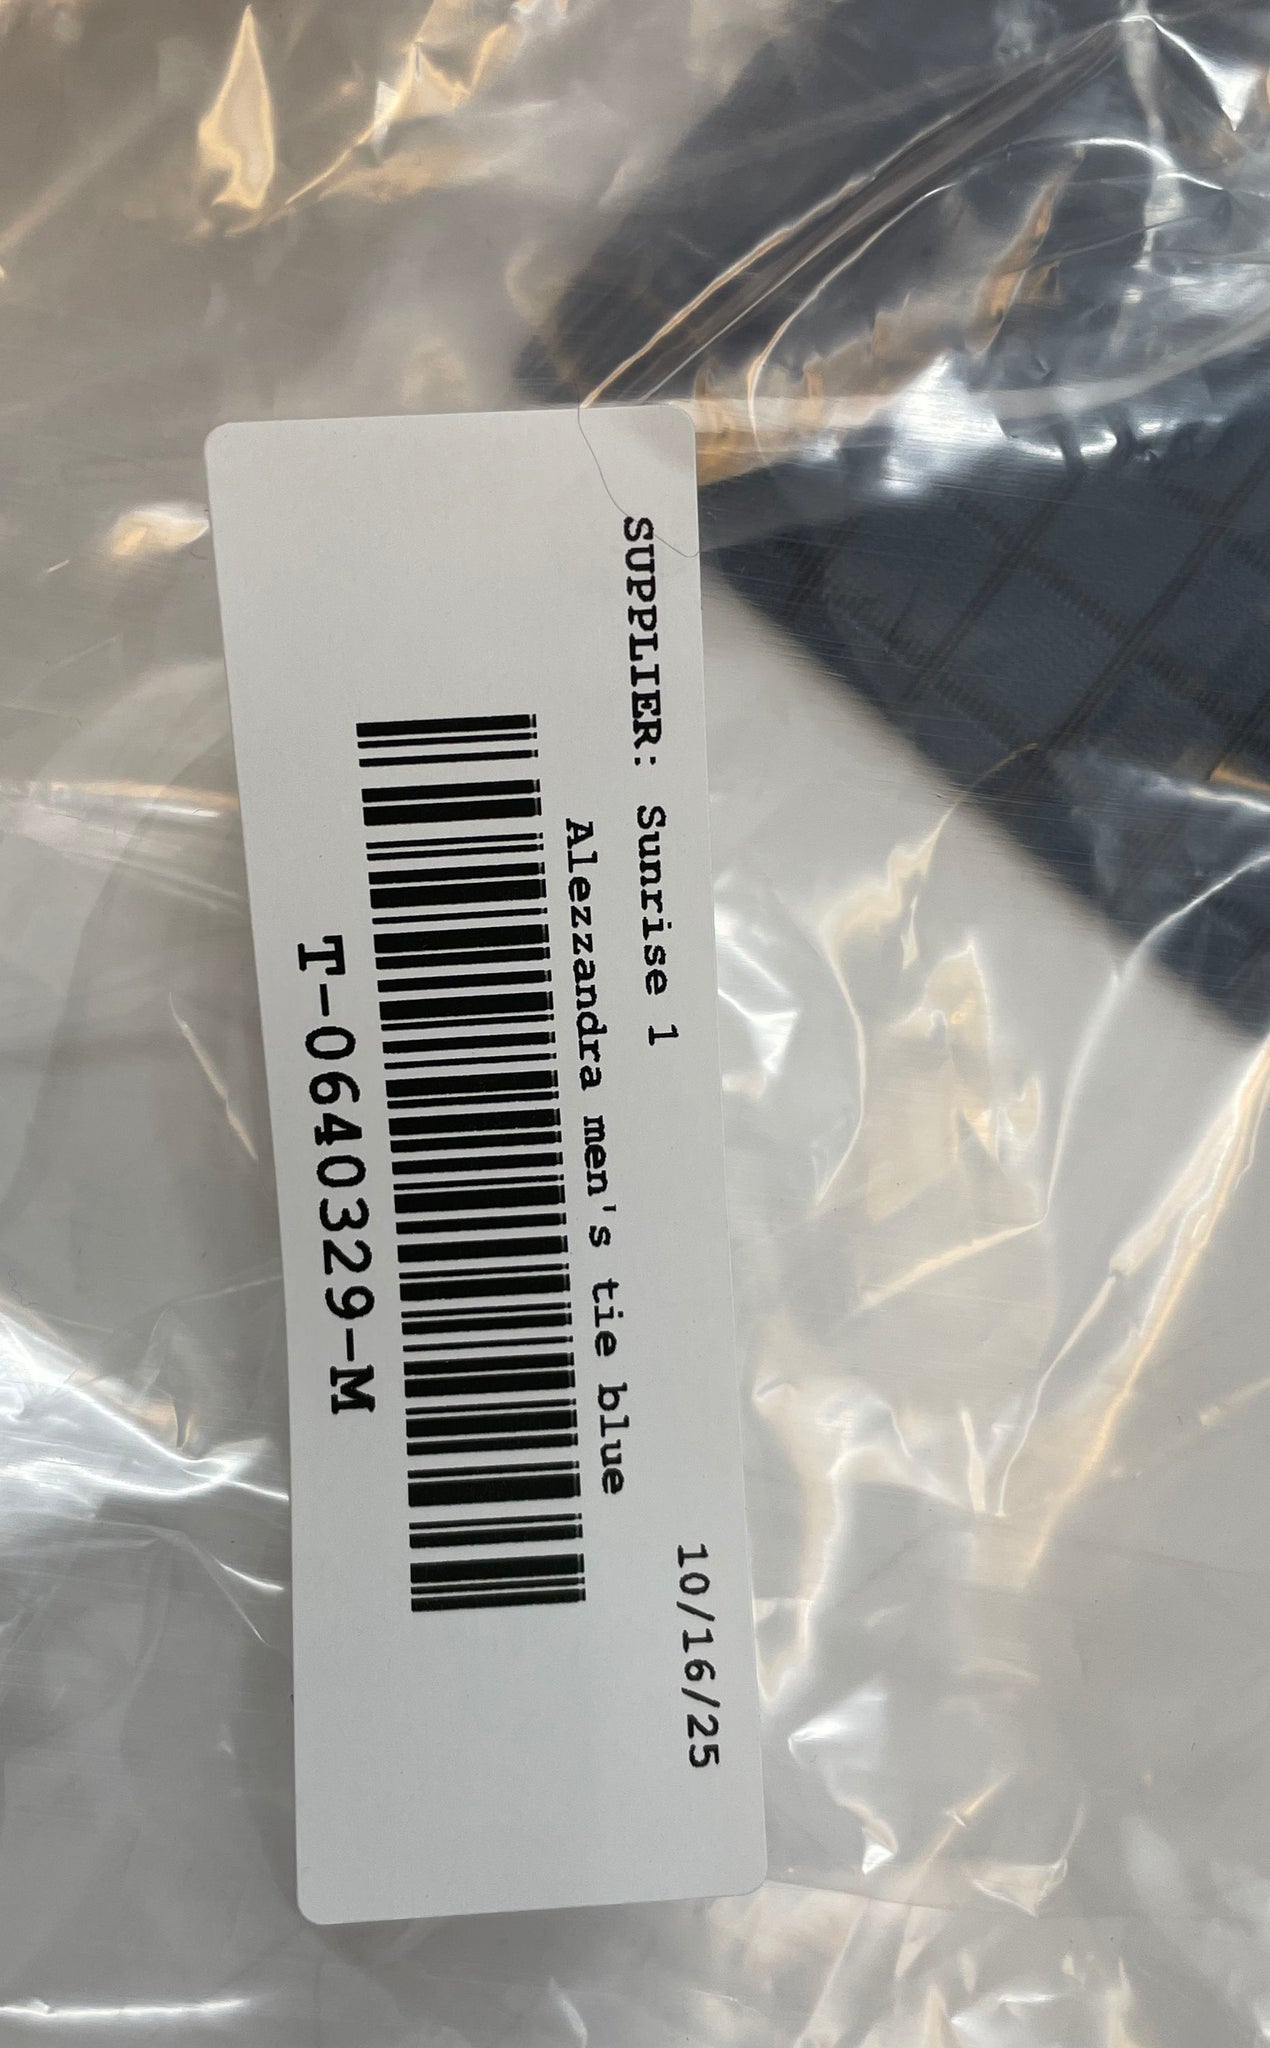 SUPPLIER: Sunrise 1 10/16/25
Alezzandra men's tie blue
T-0640329-M